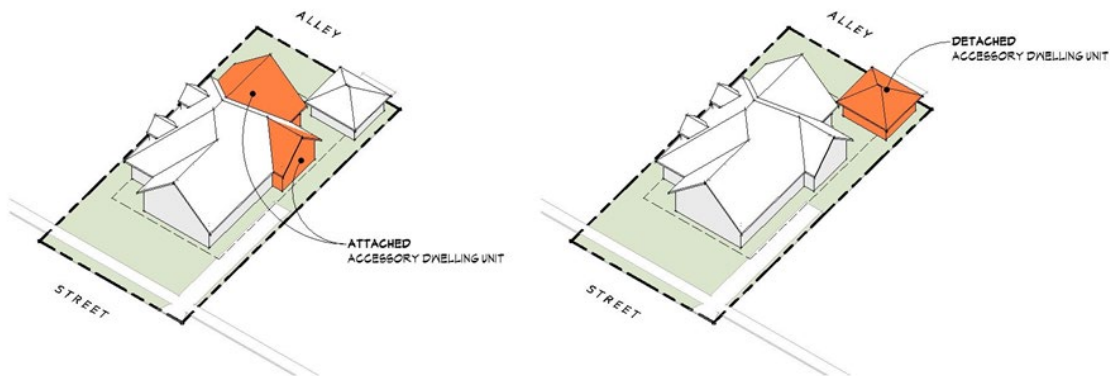 ALLEY
ATTACHED
ACCESSORY DWELLING UNIT
STREET
ALLEY
DETACHED
ACCESSORY DWELLING UNIT
STREET